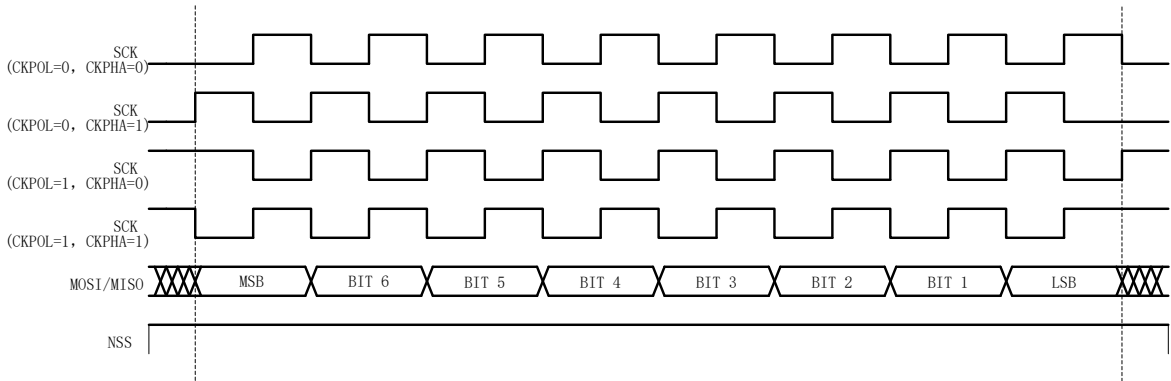 SCK
(CKPOL=0, CKPHA=0)
SCK
(CKPOL=0, CKPHA=1)
SCK
(CKPOL=1, CKPHA=0)
SCK
(CKPOL=1, CKPHA=1)
MOSI/MISO MSB BIT 6 BIT 5 BIT 4 BIT 3 BIT 2 BIT 1 LSB
NSS